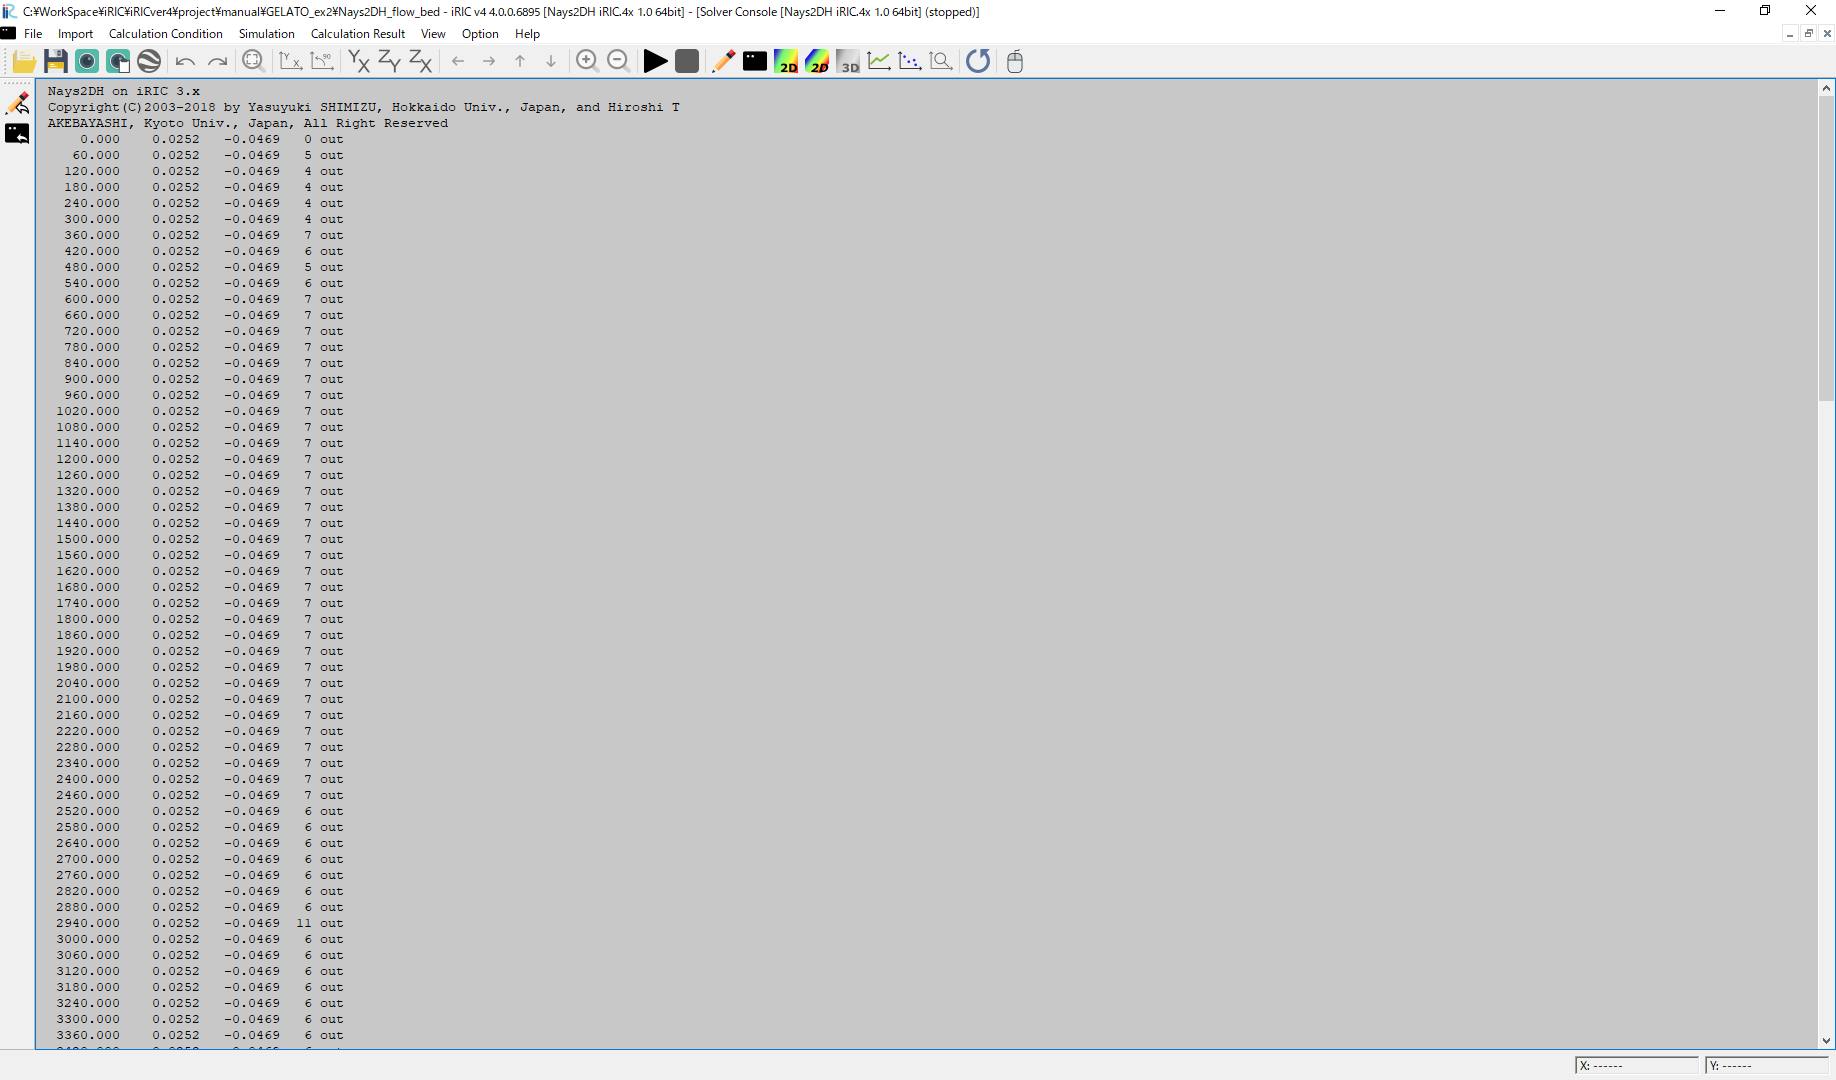 C:¥WorkSpace¥iRIC¥iRICver4¥project¥manual¥GELATO_ex2¥Nays2DH_flow_bed - iRIC v4 4.0.0.6895 [Nays2DH iRIC.4x 1.0 64bit] - [Solver Console [Nays2DH iRIC.4x 1.0 64bit] (stopped)]
File Import Calculation Condition Simulation Calculation Result View Option Help
Nays2DH on iRIC 3.x
Copyright(C)2003-2018 by Yasuyuki SHIMIZU, Hokkaido Univ., Japan, and Hiroshi T
AKEBAYASHI, Kyoto Univ., Japan, All Right Reserved
0.000 0.0252 -0.0469 0 out
60.000 0.0252 -0.0469 5 out
120.000 0.0252 -0.0469 4 out
180.000 0.0252 -0.0469 4 out
240.000 0.0252 -0.0469 4 out
300.000 0.0252 -0.0469 4 out
360.000 0.0252 -0.0469 7 out
420.000 0.0252 -0.0469 6 out
480.000 0.0252 -0.0469 5 out
540.000 0.0252 -0.0469 6 out
600.000 0.0252 -0.0469 7 out
660.000 0.0252 -0.0469 7 out
720.000 0.0252 -0.0469 7 out
780.000 0.0252 -0.0469 7 out
840.000 0.0252 -0.0469 7 out
900.000 0.0252 -0.0469 7 out
960.000 0.0252 -0.0469 7 out
1020.000 0.0252 -0.0469 7 out
1080.000 0.0252 -0.0469 7 out
1140.000 0.0252 -0.0469 7 out
1200.000 0.0252 -0.0469 7 out
1260.000 0.0252 -0.0469 7 out
1320.000 0.0252 -0.0469 7 out
1380.000 0.0252 -0.0469 7 out
1440.000 0.0252 -0.0469 7 out
1500.000 0.0252 -0.0469 7 out
1560.000 0.0252 -0.0469 7 out
1620.000 0.0252 -0.0469 7 out
1680.000 0.0252 -0.0469 7 out
1740.000 0.0252 -0.0469 7 out
1800.000 0.0252 -0.0469 7 out
1860.000 0.0252 -0.0469 7 out
1920.000 0.0252 -0.0469 7 out
1980.000 0.0252 -0.0469 7 out
2040.000 0.0252 -0.0469 7 out
2100.000 0.0252 -0.0469 7 out
2160.000 0.0252 -0.0469 7 out
2220.000 0.0252 -0.0469 7 out
2280.000 0.0252 -0.0469 7 out
2340.000 0.0252 -0.0469 7 out
2400.000 0.0252 -0.0469 7 out
2460.000 0.0252 -0.0469 7 out
2520.000 0.0252 -0.0469 6 out
2580.000 0.0252 -0.0469 6 out
2640.000 0.0252 -0.0469 6 out
2700.000 0.0252 -0.0469 6 out
2760.000 0.0252 -0.0469 6 out
2820.000 0.0252 -0.0469 6 out
2880.000 0.0252 -0.0469 6 out
2940.000 0.0252 -0.0469 11 out
3000.000 0.0252 -0.0469 6 out
3060.000 0.0252 -0.0469 6 out
3120.000 0.0252 -0.0469 6 out
3180.000 0.0252 -0.0469 6 out
3240.000 0.0252 -0.0469 6 out
3300.000 0.0252 -0.0469 6 out
3360.000 0.0252 -0.0469 6 out
X: ------ Y: ------